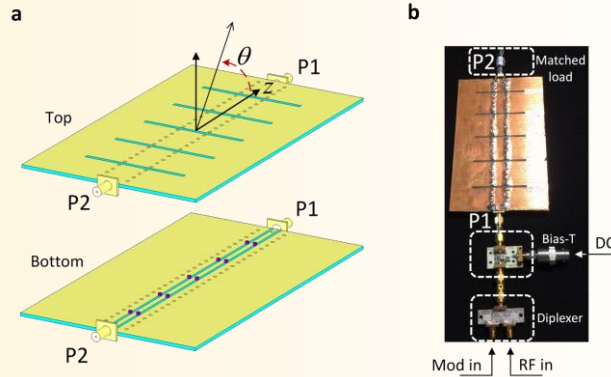 a
b
P1
θ
z
Top
P2
P1
Bottom
P2
P2
Matched
load
P1
Bias-T
DC
Diplexer
Mod in
RF in